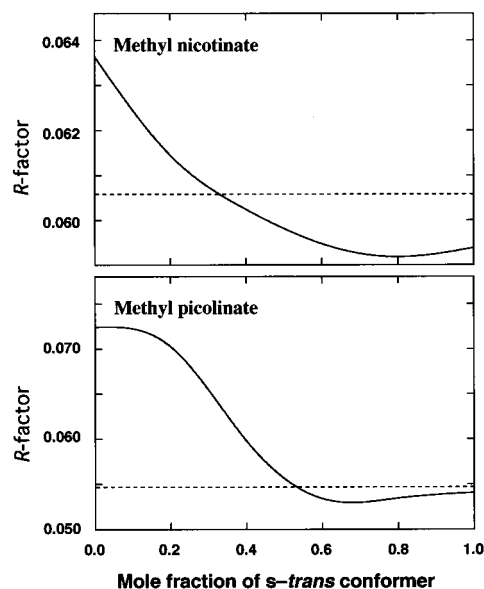 0.064
Methyl nicotinate
0.062
R-factor
0.060
Methyl picolinate
0.070
R-factor
0.060
0.050
0.0 0.2 0.4 0.6 0.8 1.0
Mole fraction of s–trans conformer